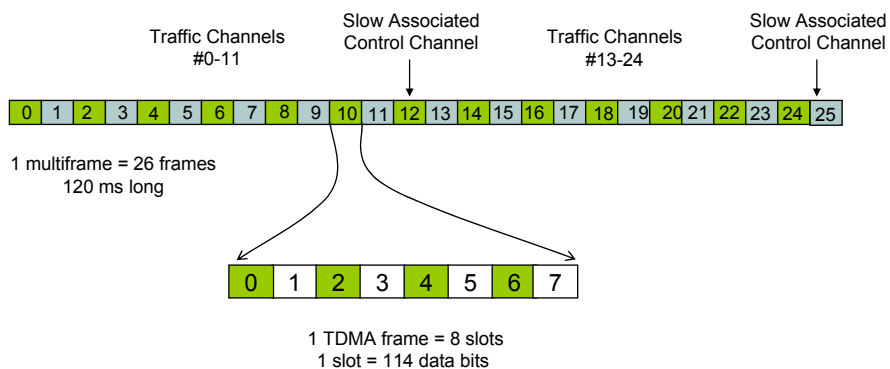 Traffic Channels
#0-11
Slow Associated
Control Channel
Traffic Channels
#13-24
Slow Associated
Control Channel
0 1 2 3 4 5 6 7 8 9 10 11 12 13 14 15 16 17 18 19 20 21 22 23 24 25
1 multiframe = 26 frames
120 ms long
0 1 2 3 4 5 6 7
1 TDMA frame = 8 slots
1 slot = 114 data bits